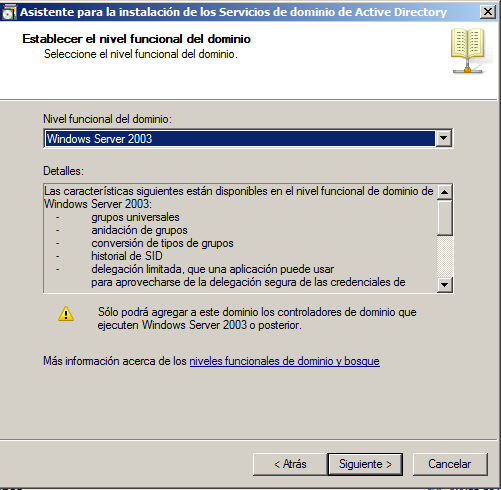 Asistente para la instalación de los Servicios de dominio de Active Directory
Establecer el nivel funcional del dominio
Seleccione el nivel funcional del dominio.
Nivel funcional del dominio:
Windows Server 2003
Detalles:
Las características siguientes están disponibles en el nivel funcional de dominio de
Windows Server 2003:
- grupos universales
- anidación de grupos
- conversión de tipos de grupos
- historial de SID
- delegación limitada, que una aplicación puede usar
para aprovecharse de la delegación segura de las credenciales de
Sólo podrá agregar a este dominio los controladores de dominio que
ejecuten Windows Server 2003 o posterior.
Más información acerca de los niveles funcionales de dominio y bosque
< Atrás
Siguiente >
Cancelar